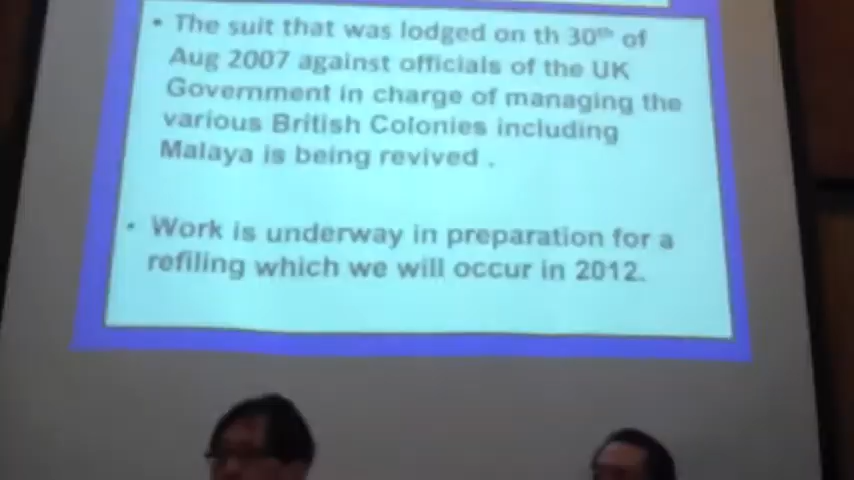 • The suit that was lodged on th 30th of
Aug 2007 against officials of the UK
Government in charge of managing the
various British Colonies including
Malaya is being revived .
• Work is underway in preparation for a
refiling which we will occur in 2012.